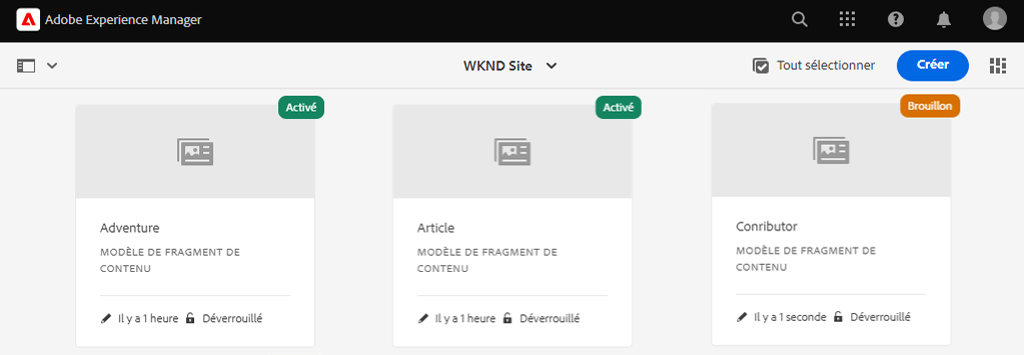 Adobe Experience Manager
WKND Site
Tout sélectionner
Créer
Activé
Adventure
MODÈLE DE FRAGMENT DE
CONTENU
Il y a 1 heure Déverrouillé
Activé
Article
MODÈLE DE FRAGMENT DE
CONTENU
Il y a 1 heure Déverrouillé
Brouillon
Conributor
MODÈLE DE FRAGMENT DE
CONTENU
Il y a 1 seconde Déverrouillé